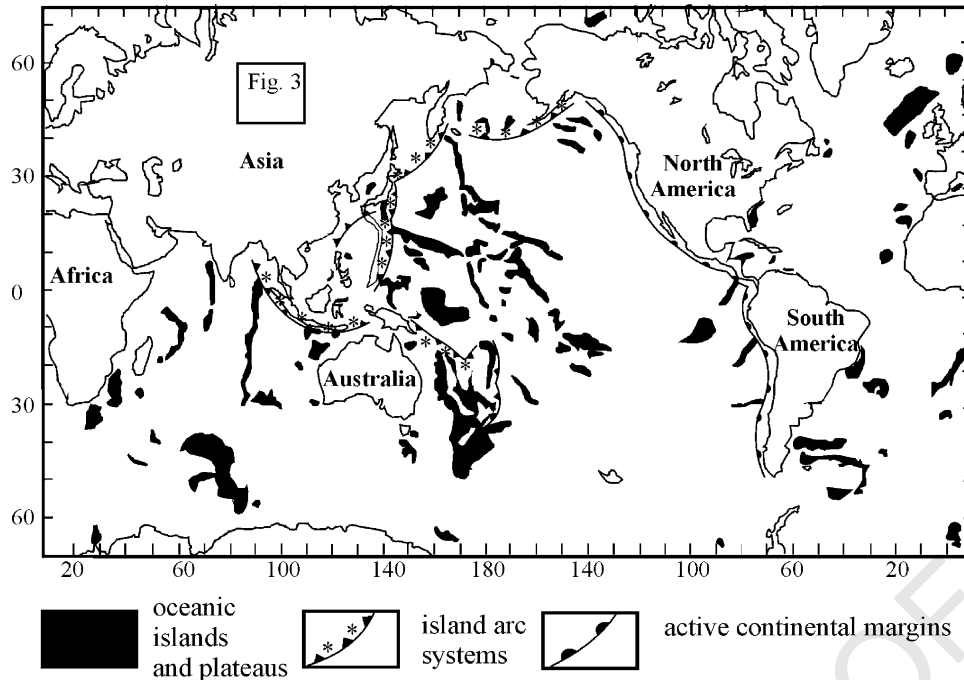 60
Fig. 3
Asia
North
America
30
Africa
0
South
America
Australia
30
60
20 60 100 140 180 140 100 60 20
oceanic
islands
and plateaus
island arc
systems
active continental margins
OF